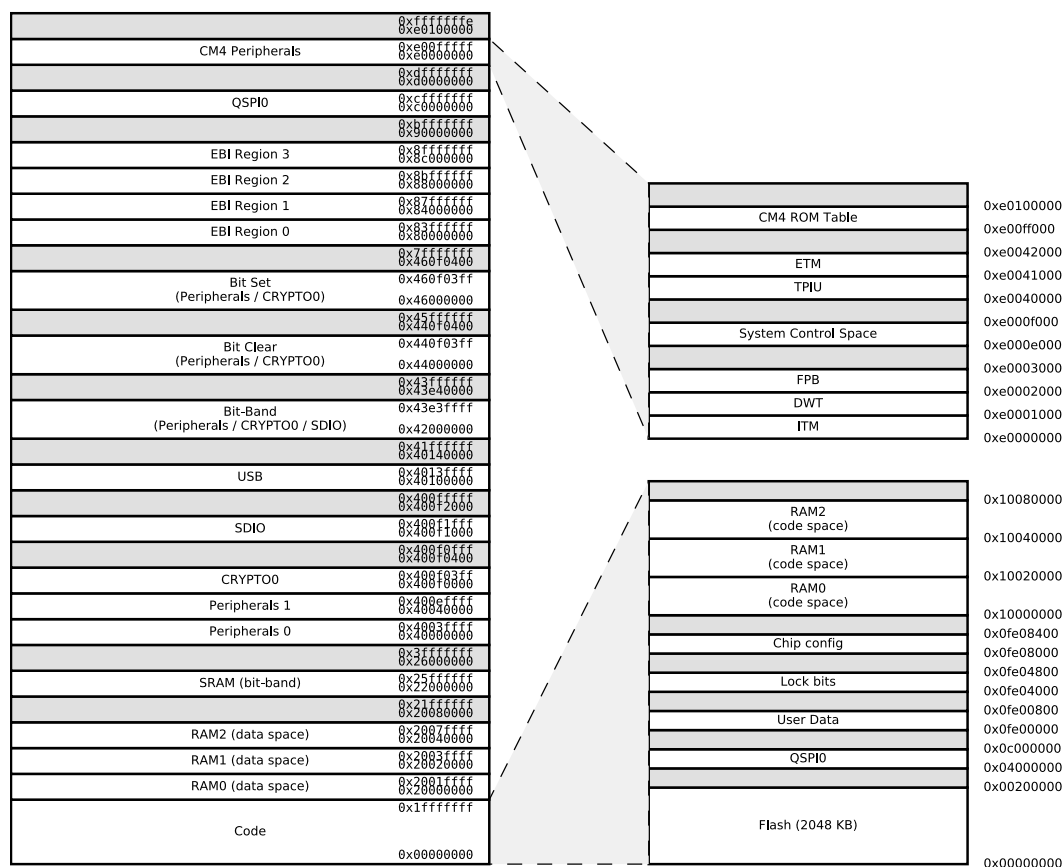 0xfffffffe
0xe0100000
CM4 Peripherals
0xe00fffff
0xe0000000
0xdfffffff
0xd0000000
QSPI0
0xcfffffff
0xc0000000
0xbfffffff
0x90000000
EBI Region 3
0x8fffffff
0x8c000000
EBI Region 2
0x8bffffff
0x88000000
EBI Region 1
0x87ffffff
0x84000000
EBI Region 0
0x83ffffff
0x80000000
0x7fffffff
0x460f0400
Bit Set
(Peripherals / CRYPTO0)
0x460f03ff
0x46000000
0x45ffffff
0x440f0400
Bit Clear
(Peripherals / CRYPTO0)
0x440f03ff
0x44000000
0x43ffffff
0x43e40000
Bit-Band
(Peripherals / CRYPTO0 / SDIO)
0x43e3ffff
0x42000000
0x41ffffff
0x40140000
USB
0x4013ffff
0x40100000
0x400fffff
0x400f2000
SDIO
0x400f1fff
0x400f1000
0x400f0fff
0x400f0400
CRYPTO0
0x400f03ff
0x400f0000
Peripherals 1
0x400effff
0x40040000
Peripherals 0
0x4003ffff
0x40000000
0x3fffffff
0x26000000
SRAM (bit-band)
0x25ffffff
0x22000000
0x21ffffff
0x20080000
RAM2 (data space)
0x2007ffff
0x20040000
RAM1 (data space)
0x2003ffff
0x20020000
RAM0 (data space)
0x2001ffff
0x20000000
Code
0x1fffffff
0x00000000
0xe0100000
CM4 ROM Table
0xe00ff000
0xe0042000
ETM
0xe0041000
TPIU
0xe0040000
0xe000f000
System Control Space
0xe000e000
0xe0003000
FPB
0xe0002000
DWT
0xe0001000
ITM
0xe0000000
0x10080000
RAM2
(code space)
0x10040000
RAM1
(code space)
0x10020000
RAM0
(code space)
0x10000000
0x0fe08400
Chip config
0x0fe08000
0x0fe04800
Lock bits
0x0fe04000
0x0fe00800
User Data
0x0fe00000
0x0c000000
QSPI0
0x04000000
0x00200000
Flash (2048 KB)
0x00000000